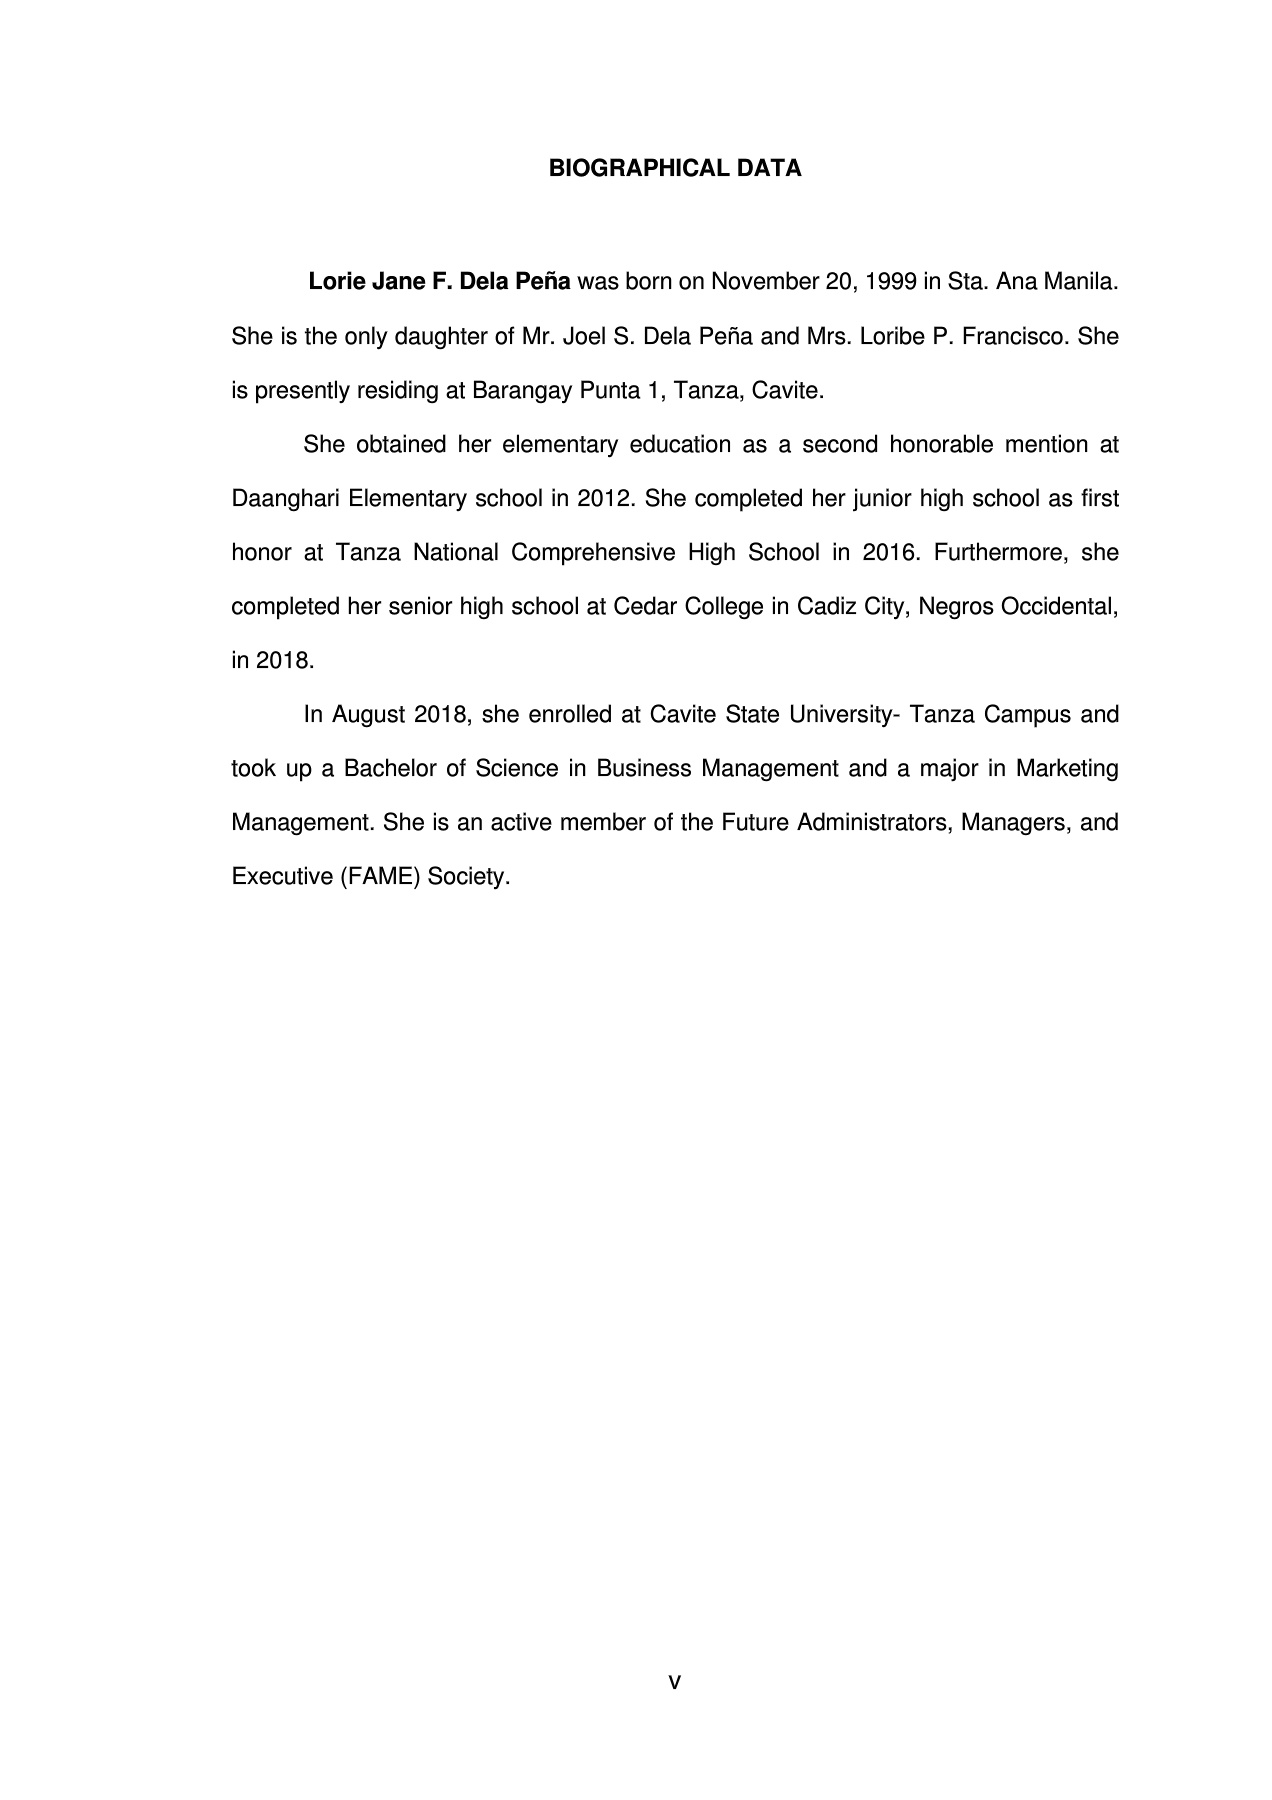 BIOGRAPHICAL DATA
Lorie Jane F. Dela Peña was born on November 20, 1999 in Sta. Ana Manila.
She is the only daughter of Mr. Joel S. Dela Peña and Mrs. Loribe P. Francisco. She
is presently residing at Barangay Punta 1, Tanza, Cavite.
She obtained her elementary education as a second honorable mention at
Daanghari Elementary school in 2012. She completed her junior high school as first
honor at Tanza National Comprehensive High School in 2016. Furthermore, she
completed her senior high school at Cedar College in Cadiz City, Negros Occidental,
in 2018.
In August 2018, she enrolled at Cavite State University- Tanza Campus and
took up a Bachelor of Science in Business Management and a major in Marketing
Management. She is an active member of the Future Administrators, Managers, and
Executive (FAME) Society.
v